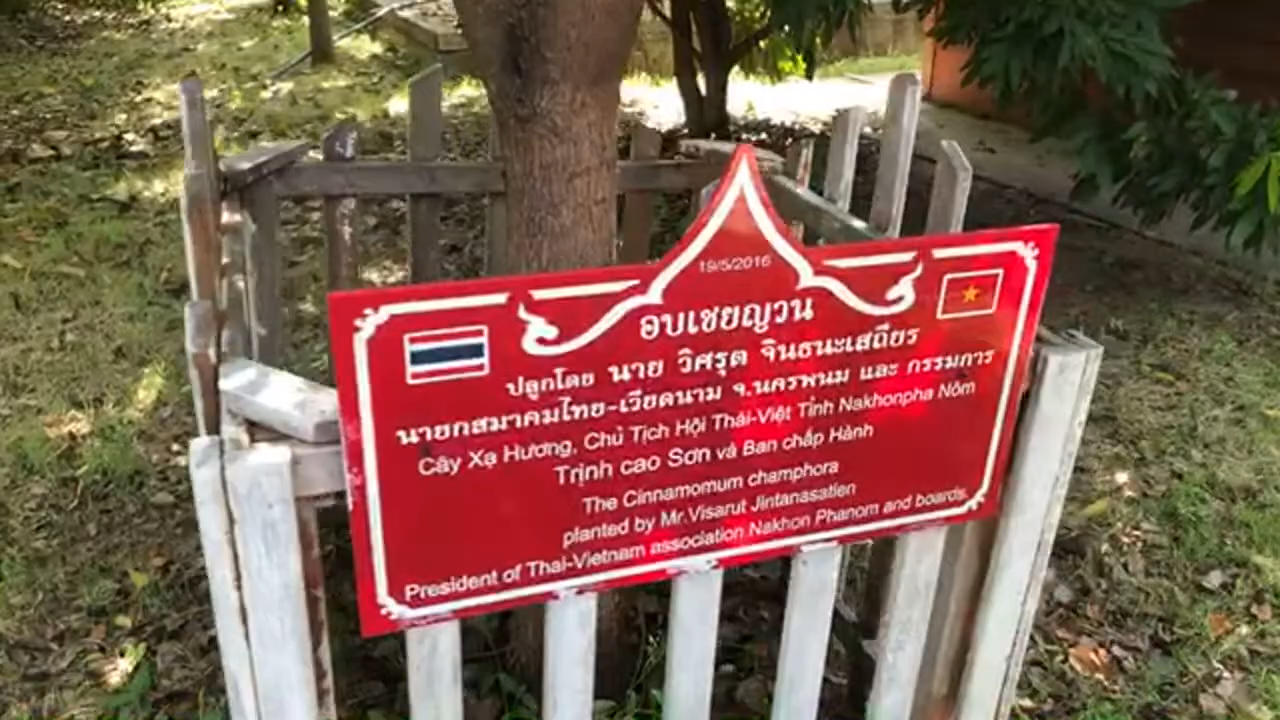 19/5/2016
อบเชยญวน
ปลูกโดย นาย วิศรุต จินธนะเสถียร
นายกสมาคมไทย-เวียดนาม จ.นครพนม และ กรรมการ
Cây Xạ Hương, Chủ Tịch Hội Thái-Việt Tỉnh Nakhonpha Nôm
Trịnh cao Sơn và Ban chấp Hành
The Cinnamomum champhora
planted by Mr.Visarut Jintanasatien
President of Thai-Vietnam association Nakhon Phanom and boards.